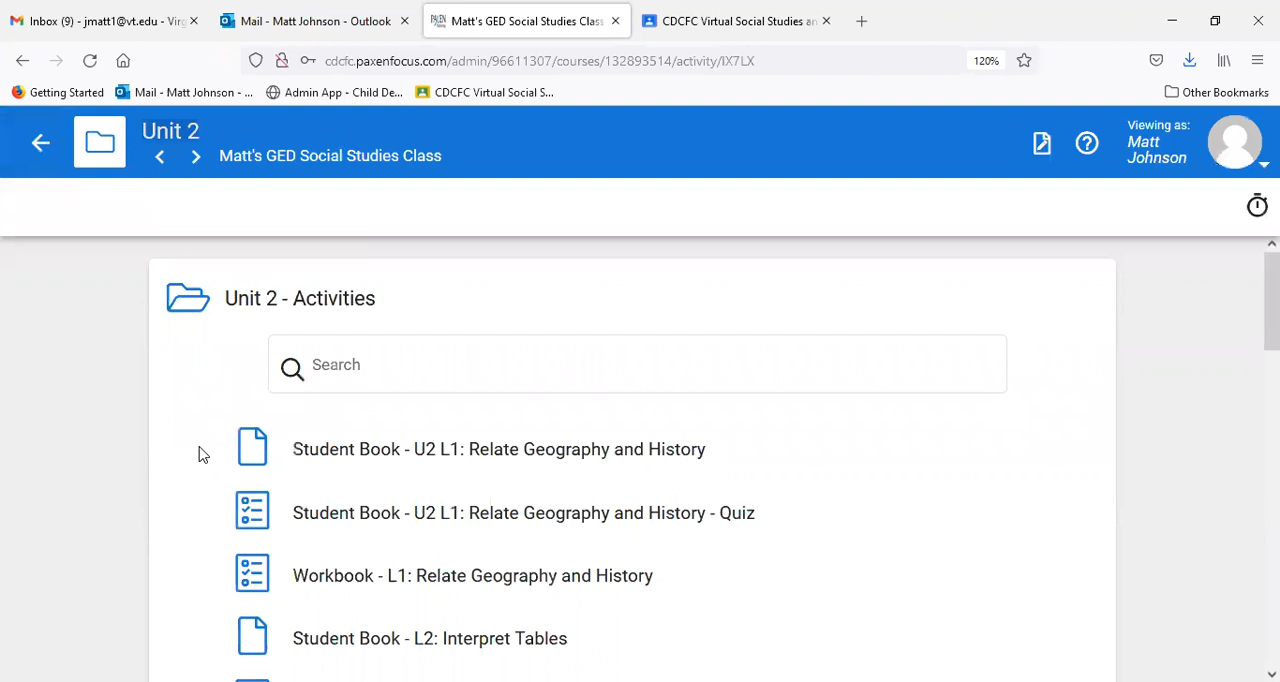 Inbox (9) - jmatt1@vt.edu - Virg
Mail - Matt Johnson - Outlook
PAXEN
Matt's GED Social Studies Class
CDCFC Virtual Social Studies an
cdcfc.paxenfocus.com/admin/96611307/courses/132893514/activity/IX7LX
120%
Getting Started
Mail - Matt Johnson - ...
Admin App - Child De...
CDCFC Virtual Social S...
Other Bookmarks
Unit 2
Matt's GED Social Studies Class
Viewing as:
Matt
Johnson
Unit 2 - Activities
Search
Student Book - U2 L1: Relate Geography and History
Student Book - U2 L1: Relate Geography and History - Quiz
Workbook - L1: Relate Geography and History
Student Book - L2: Interpret Tables